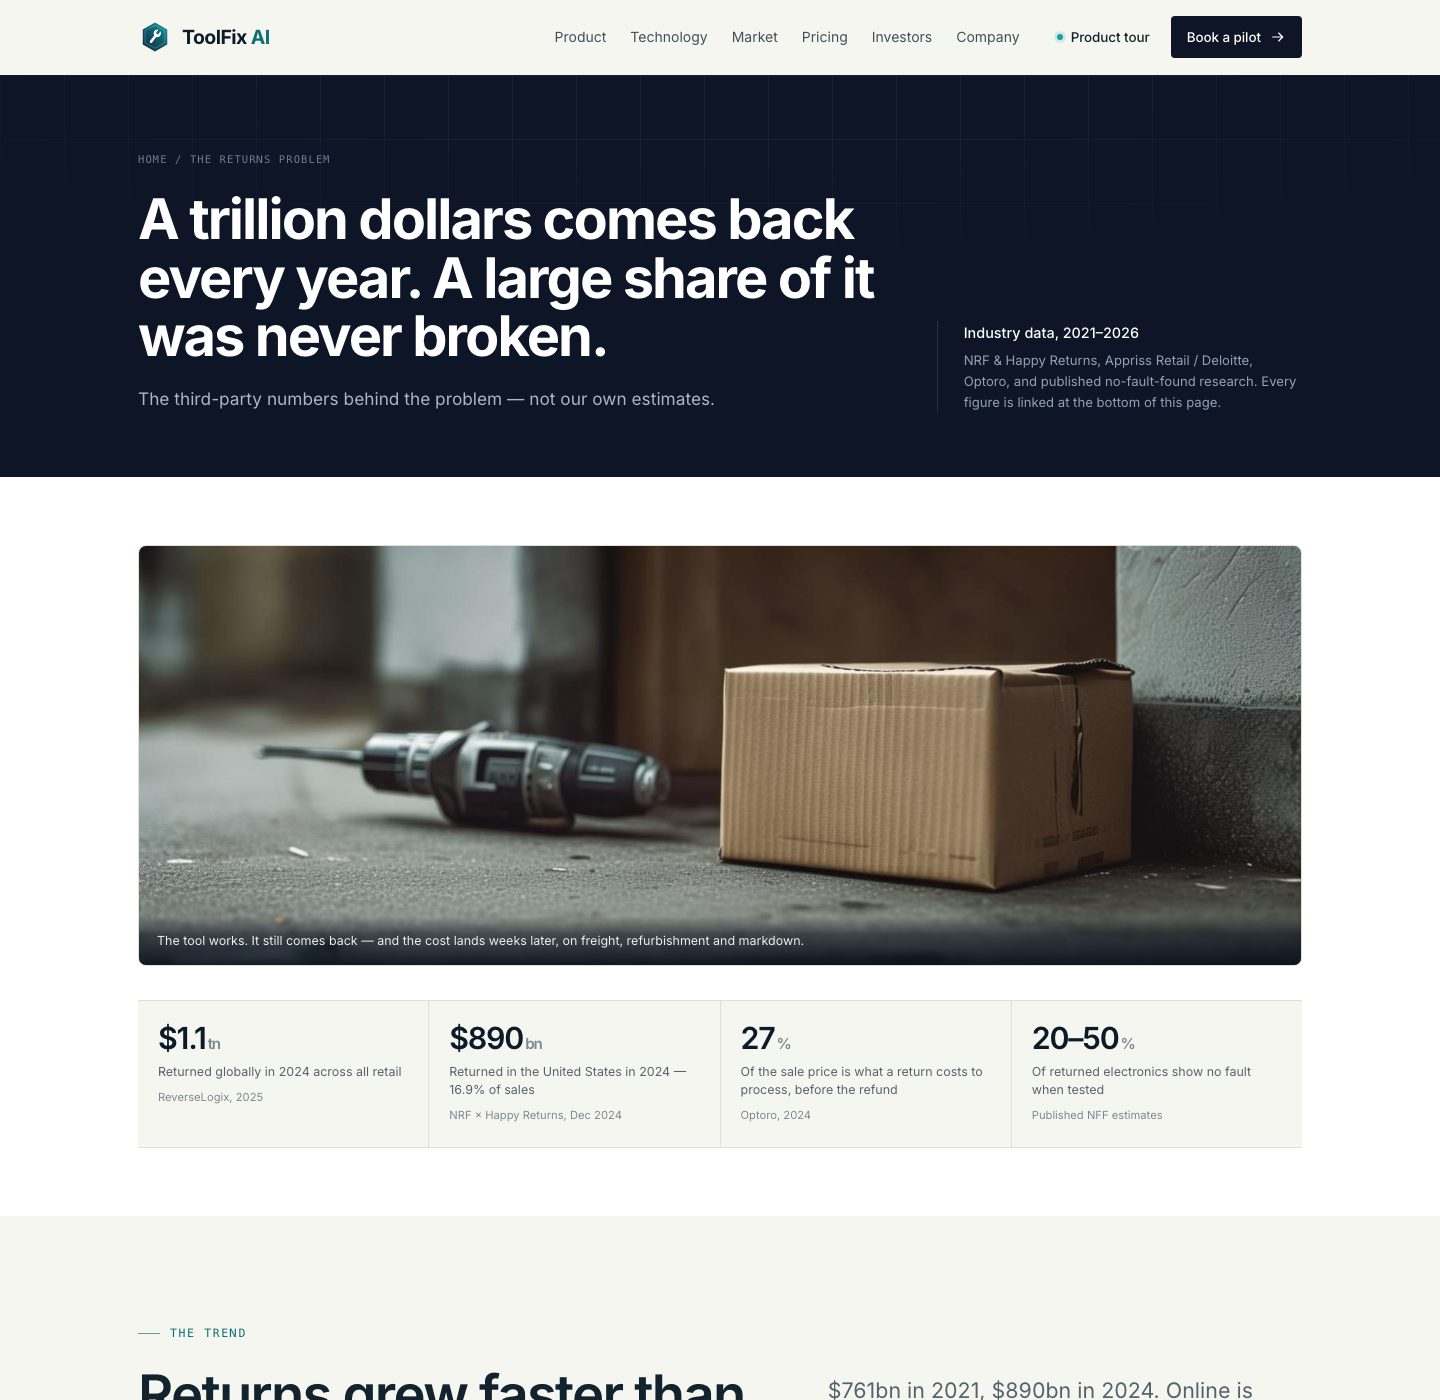 ToolFix AI
Product
Technology
Market
Pricing
Investors
Company
Product tour
Book a pilot →
HOME / THE RETURNS PROBLEM
A trillion dollars comes back
every year. A large share of it
was never broken.
The third-party numbers behind the problem — not our own estimates.
Industry data, 2021–2026
NRF & Happy Returns, Appriss Retail / Deloitte,
Optoro, and published no-fault-found research. Every
figure is linked at the bottom of this page.
The tool works. It still comes back — and the cost lands weeks later, on freight, refurbishment and markdown.
$1.1tn
Returned globally in 2024 across all retail
ReverseLogix, 2025
$890bn
Returned in the United States in 2024 —
16.9% of sales
NRF × Happy Returns, Dec 2024
27%
Of the sale price is what a return costs to
process, before the refund
Optoro, 2024
20–50%
Of returned electronics show no fault
when tested
Published NFF estimates
THE TREND
Returns grew faster than
$761bn in 2021, $890bn in 2024. Online is